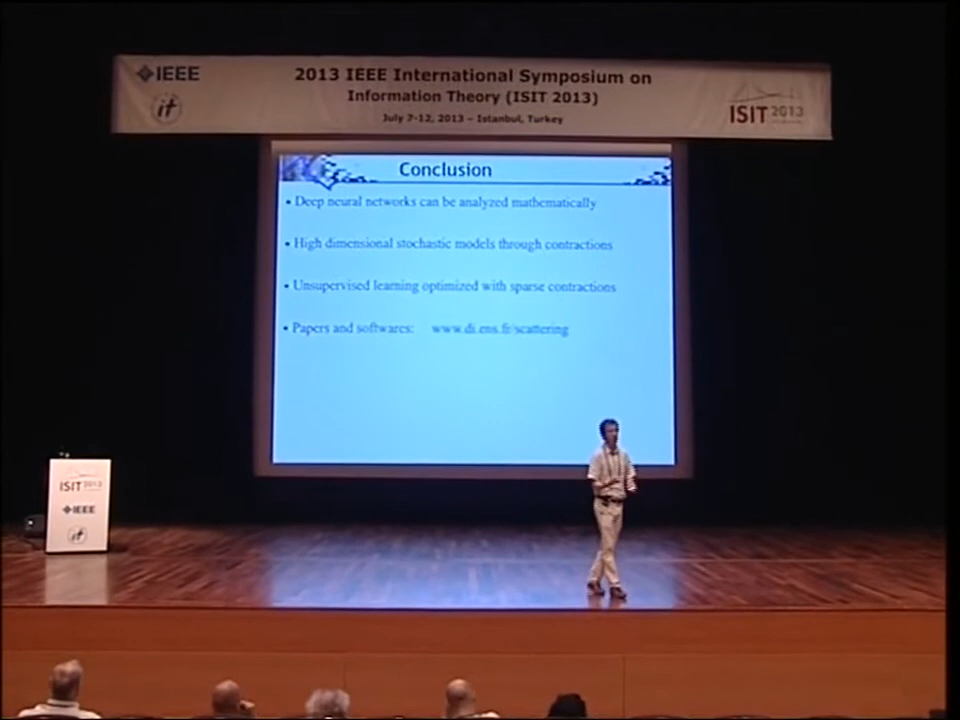 IEEE
it
2013 IEEE International Symposium on
Information Theory (ISIT 2013)
July 7-12, 2013 – Istanbul, Turkey
ISIT 2013
Conclusion
• Deep neural networks can be analyzed mathematically
• High dimensional stochastic models through contractions
• Unsupervised learning optimized with sparse contractions
• Papers and softwares: www.di.ens.fr/scattering
ISIT 2013
IEEE
it